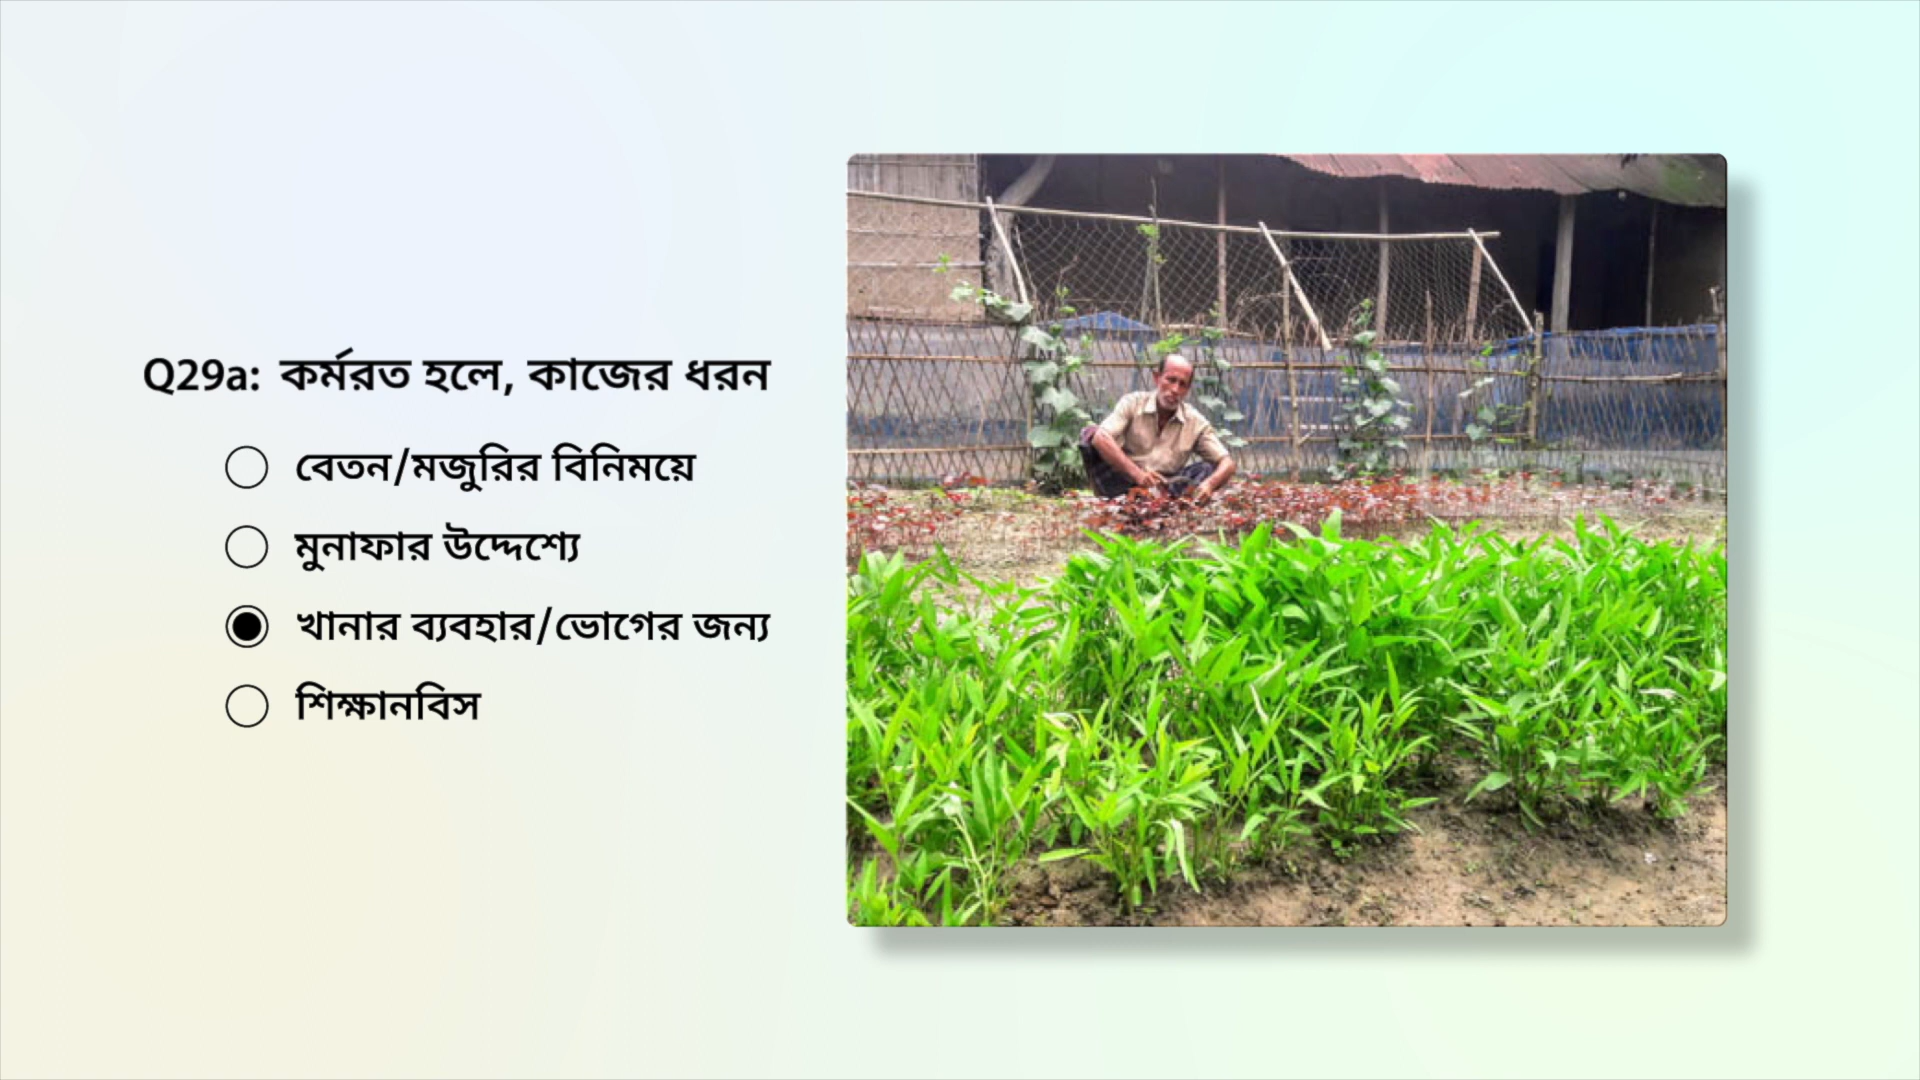 Q29a: কর্মরত হলে, কাজের ধরন
বেতন/মজুরির বিনিময়ে
মুনাফার উদ্দেশ্যে
খানার ব্যবহার/ভোগের জন্য
শিক্ষানবিস